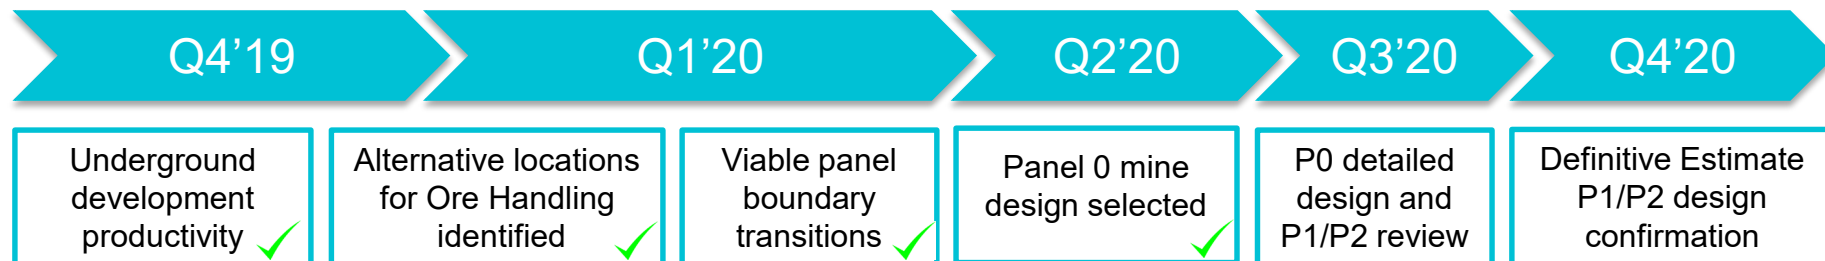 Q4’19
Q1’20
Q2’20
Q3’20
Q4’20
Underground
development
productivity
Alternative locations
for Ore Handling
identified
Viable panel
boundary
transitions
Panel 0 mine
design selected
P0 detailed
design and
P1/P2 review
Definitive Estimate
P1/P2 design
confirmation